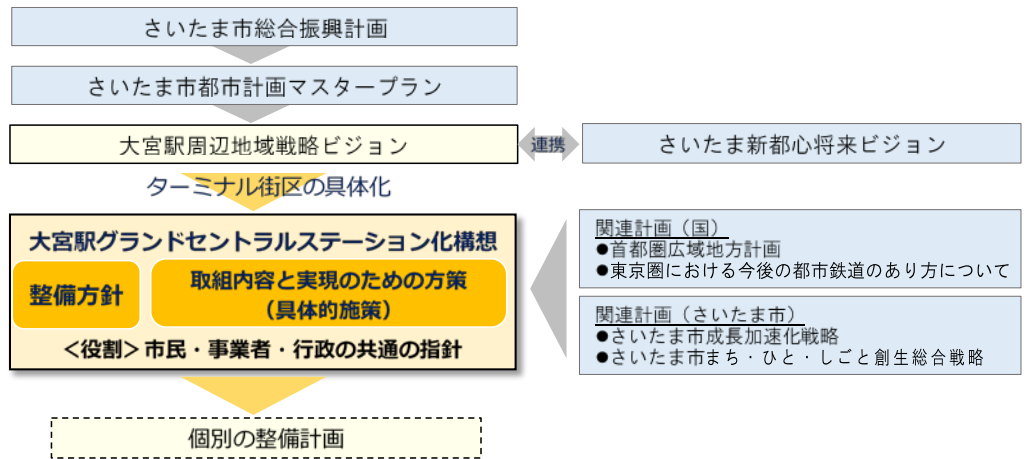 さいたま市総合振興計画
さいたま市都市計画マスタープラン
大宮駅周辺地域戦略ビジョン
連携
さいたま新都心将来ビジョン
ターミナル街区の具体化
大宮駅グランドセントラルステーション化構想
整備方針
取組内容と実現のための方策
（具体的施策）
＜役割＞市民・事業者・行政の共通の指針
関連計画（国）
●首都圏広域地方計画
●東京圏における今後の都市鉄道のあり方について
関連計画（さいたま市）
●さいたま市成長加速化戦略
●さいたま市まち・ひと・しごと創生総合戦略
個別の整備計画